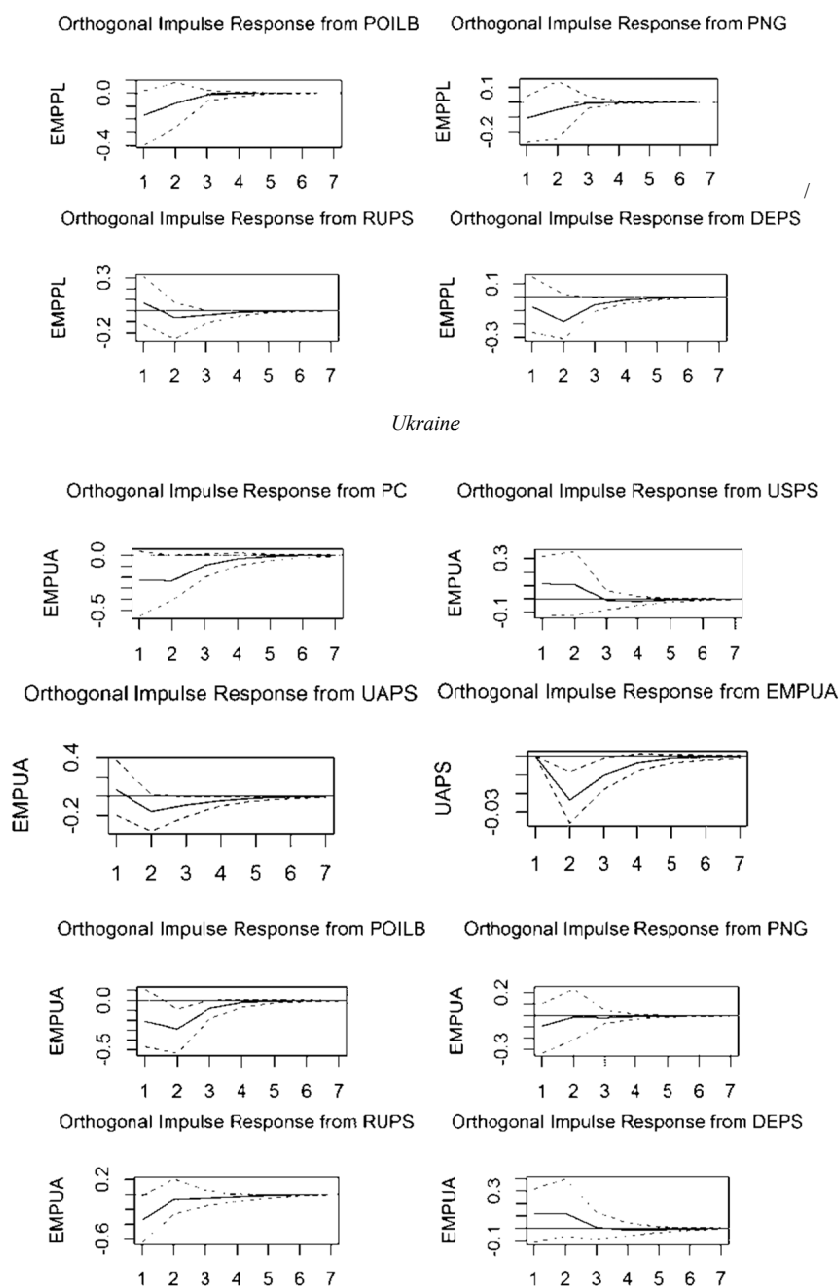 Orthogonal Impulse Response from POILB
Orthogonal Impulse Response from PNG
EMPPL
0.0
-0.4
1 2 3 4 5 6 7
EMPPL
0.1
-0.2
1 2 3 4 5 6 7
/
Orthogonal Impulse Response from RUPS
Orthogonal Impulse Response from DEPS
EMPPL
0.3
-0.2
1 2 3 4 5 6 7
EMPPL
0.1
-0.3
1 2 3 4 5 6 7
Ukraine
Orthogonal Impulse Response from PC
Orthogonal Impulse Response from USPS
EMPUA
0.0
-0.5
1 2 3 4 5 6 7
EMPUA
0.3
-0.1
1 2 3 4 5 6 7
Orthogonal Impulse Response from UAPS
Orthogonal Impulse Response from EMPUA
EMPUA
0.4
-0.2
1 2 3 4 5 6 7
UAPS
-0.03
1 2 3 4 5 6 7
Orthogonal Impulse Response from POILB
Orthogonal Impulse Response from PNG
EMPUA
0.0
-0.5
1 2 3 4 5 6 7
EMPUA
0.2
-0.3
1 2 3 4 5 6 7
Orthogonal Impulse Response from RUPS
Orthogonal Impulse Response from DEPS
EMPUA
0.2
-0.6
1 2 3 4 5 6 7
EMPUA
0.3
-0.1
1 2 3 4 5 6 7